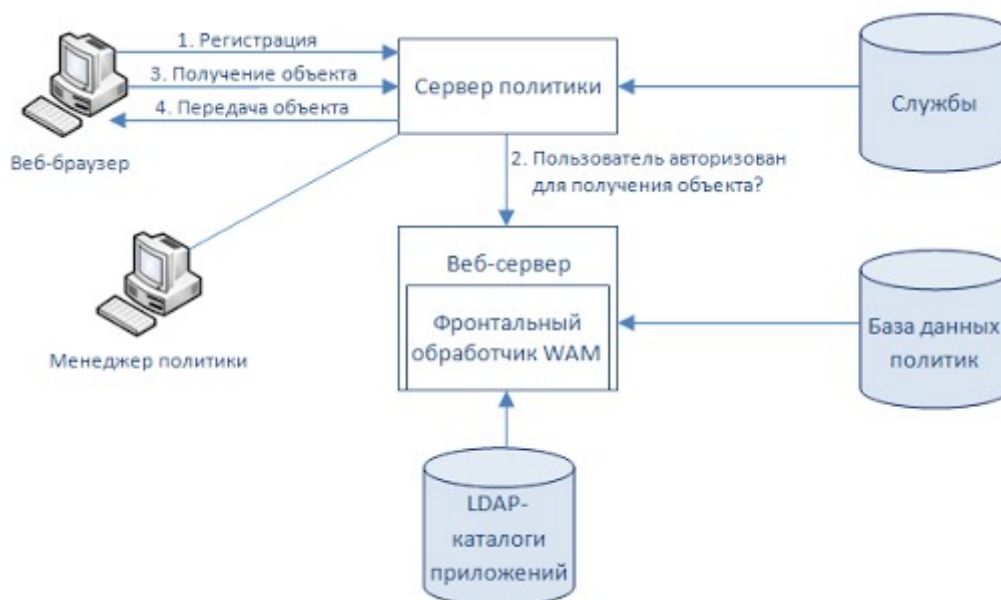 1. Регистрация
3. Получение объекта
4. Передача объекта
Веб-браузер
Сервер политики
Службы
2. Пользователь авторизован
для получения объекта?
Менеджер политики
Веб-сервер
Фронтальный
обработчик WAM
База данных
политик
LDAP-
каталоги
приложений